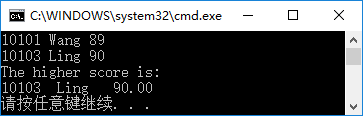 C:\WINDOWS\system32\cmd.exe
10101 Wang 89
10103 Ling 90
The higher score is:
10103  Ling   90.00
请按任意键继续. . .